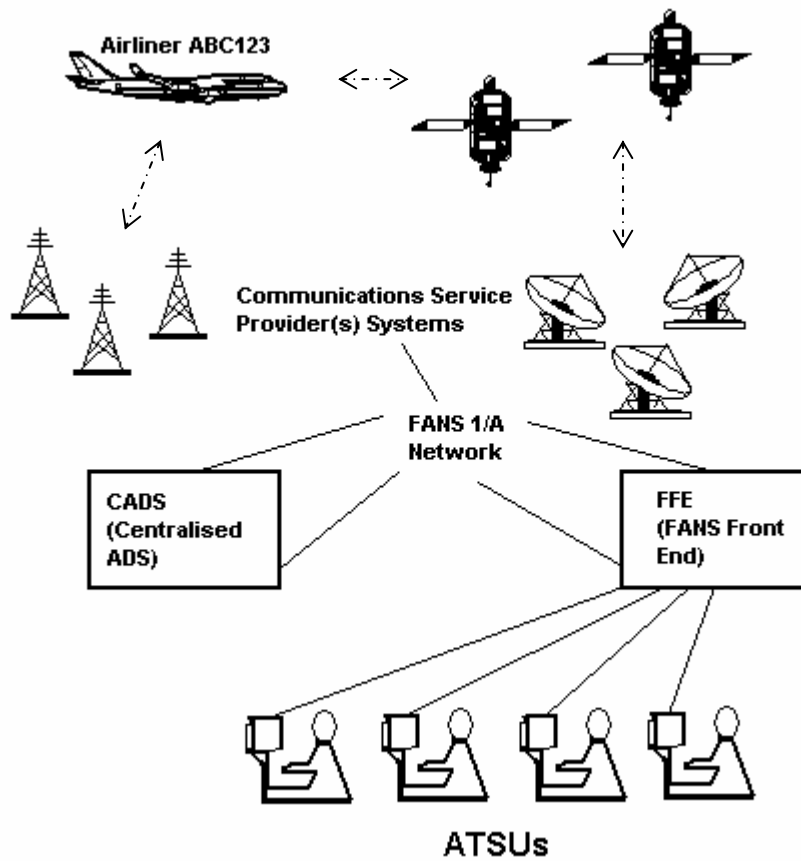 Airliner ABC123
Communications Service
Provider(s) Systems
FANS 1/A
Network
CADS
(Centralised
ADS)
FFE
(FANS Front
End)
ATSUs